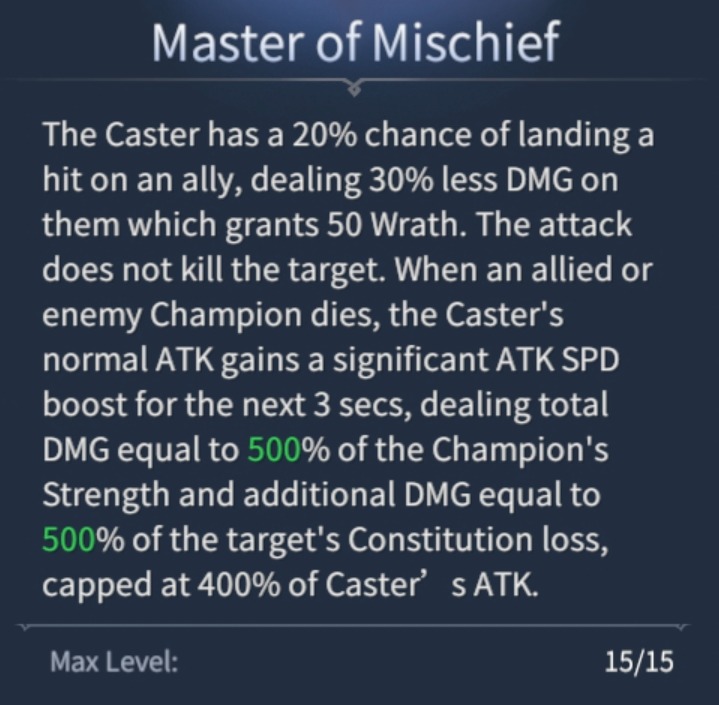 Master of Mischief
The Caster has a 20% chance of landing a
hit on an ally, dealing 30% less DMG on
them which grants 50 Wrath. The attack
does not kill the target. When an allied or
enemy Champion dies, the Caster's
normal ATK gains a significant ATK SPD
boost for the next 3 secs, dealing total
DMG equal to 500% of the Champion's
Strength and additional DMG equal to
500% of the target's Constitution loss,
capped at 400% of Caster’ s ATK.
Max Level: 15/15